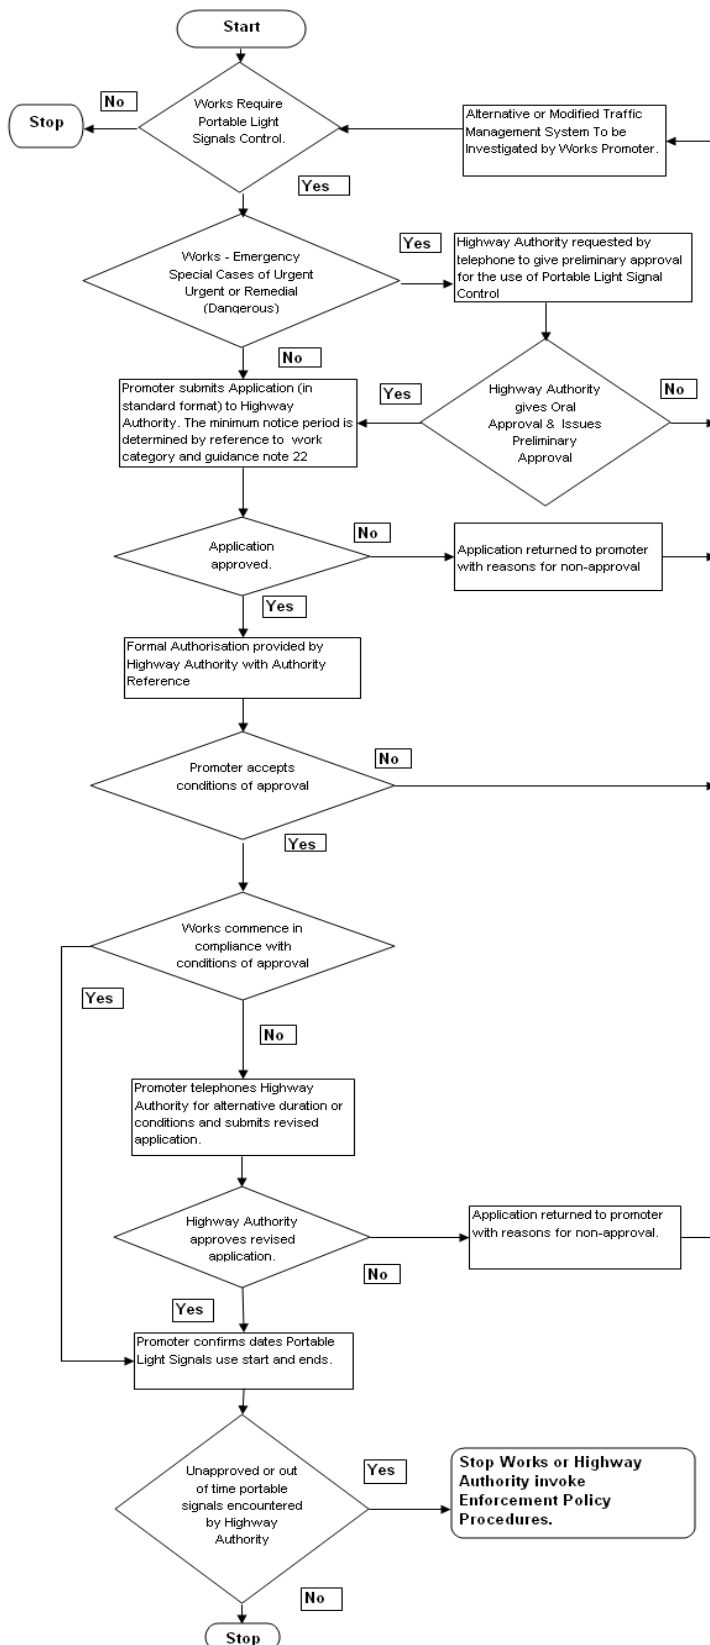 Start
No
Works Require
Portable Light
Signals Control.
Stop
Alternative or Modified Traffic
Management System To be
Investigated by Works Promoter.
Yes
Works - Emergency
Special Cases of Urgent
Urgent or Remedial
(Dangerous)
Yes
Highway Authority requested by
telephone to give preliminary approval
for the use of Portable Light Signal
Control
No
Promoter submits Application (in
standard format) to Highway
Authority. The minimum notice period is
determined by reference to work
category and guidance note 22
Yes
Highway Authority
gives Oral
Approval & Issues
Preliminary
Approval
No
Application
approved.
No
Application returned to promoter
with reasons for non-approval
Yes
Formal Authorisation provided by
Highway Authority with Authority
Reference
Promoter accepts
conditions of approval
No
Yes
Works commence in
compliance with
conditions of approval
Yes
No
Promoter telephones Highway
Authority for alternative duration or
conditions and submits revised
application.
Highway Authority
approves revised
application.
No
Application returned to promoter
with reasons for non-approval.
Yes
Promoter confirms dates Portable
Light Signals use start and ends.
Unapproved or out
of time portable
signals encountered
by Highway
Authority
Yes
Stop Works or Highway
Authority invoke
Enforcement Policy
Procedures.
No
Stop